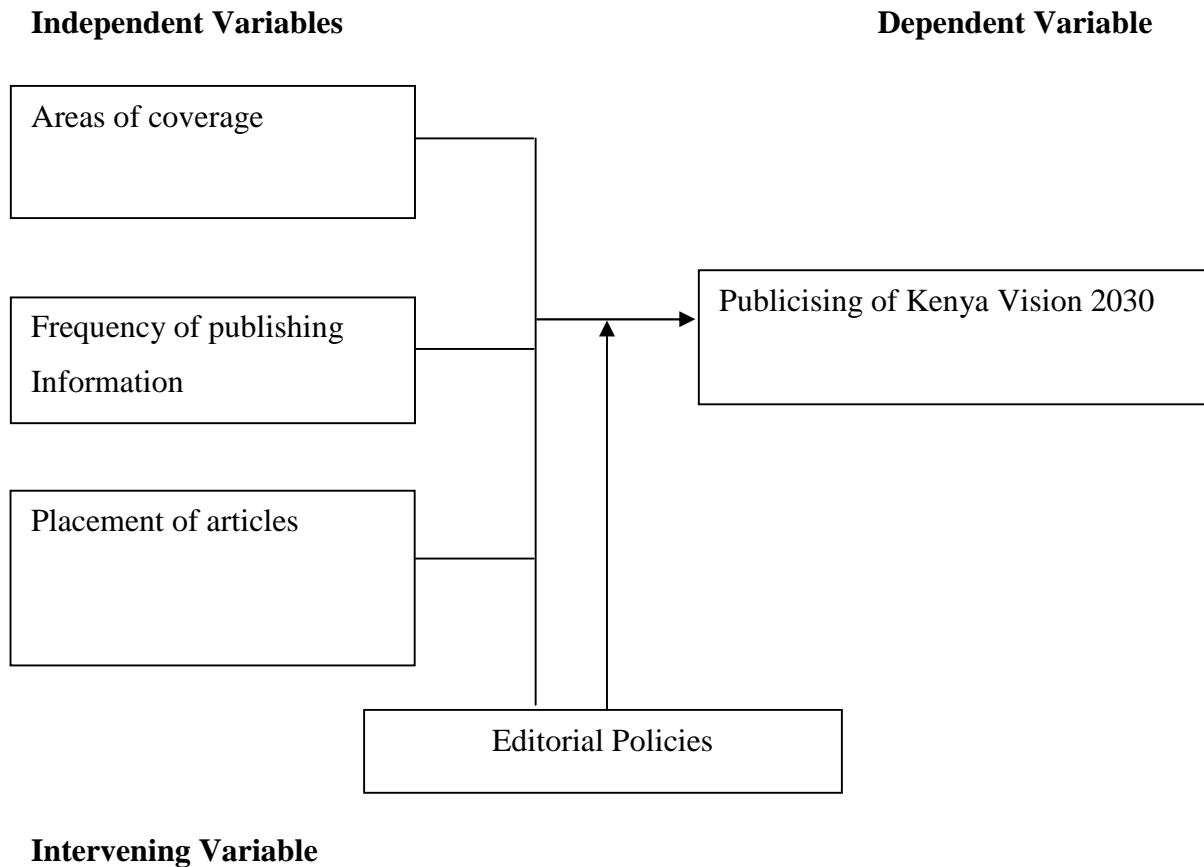 Independent Variables
Dependent Variable
Areas of coverage
Frequency of publishing
Information
Placement of articles
Publicising of Kenya Vision 2030
Editorial Policies
Intervening Variable